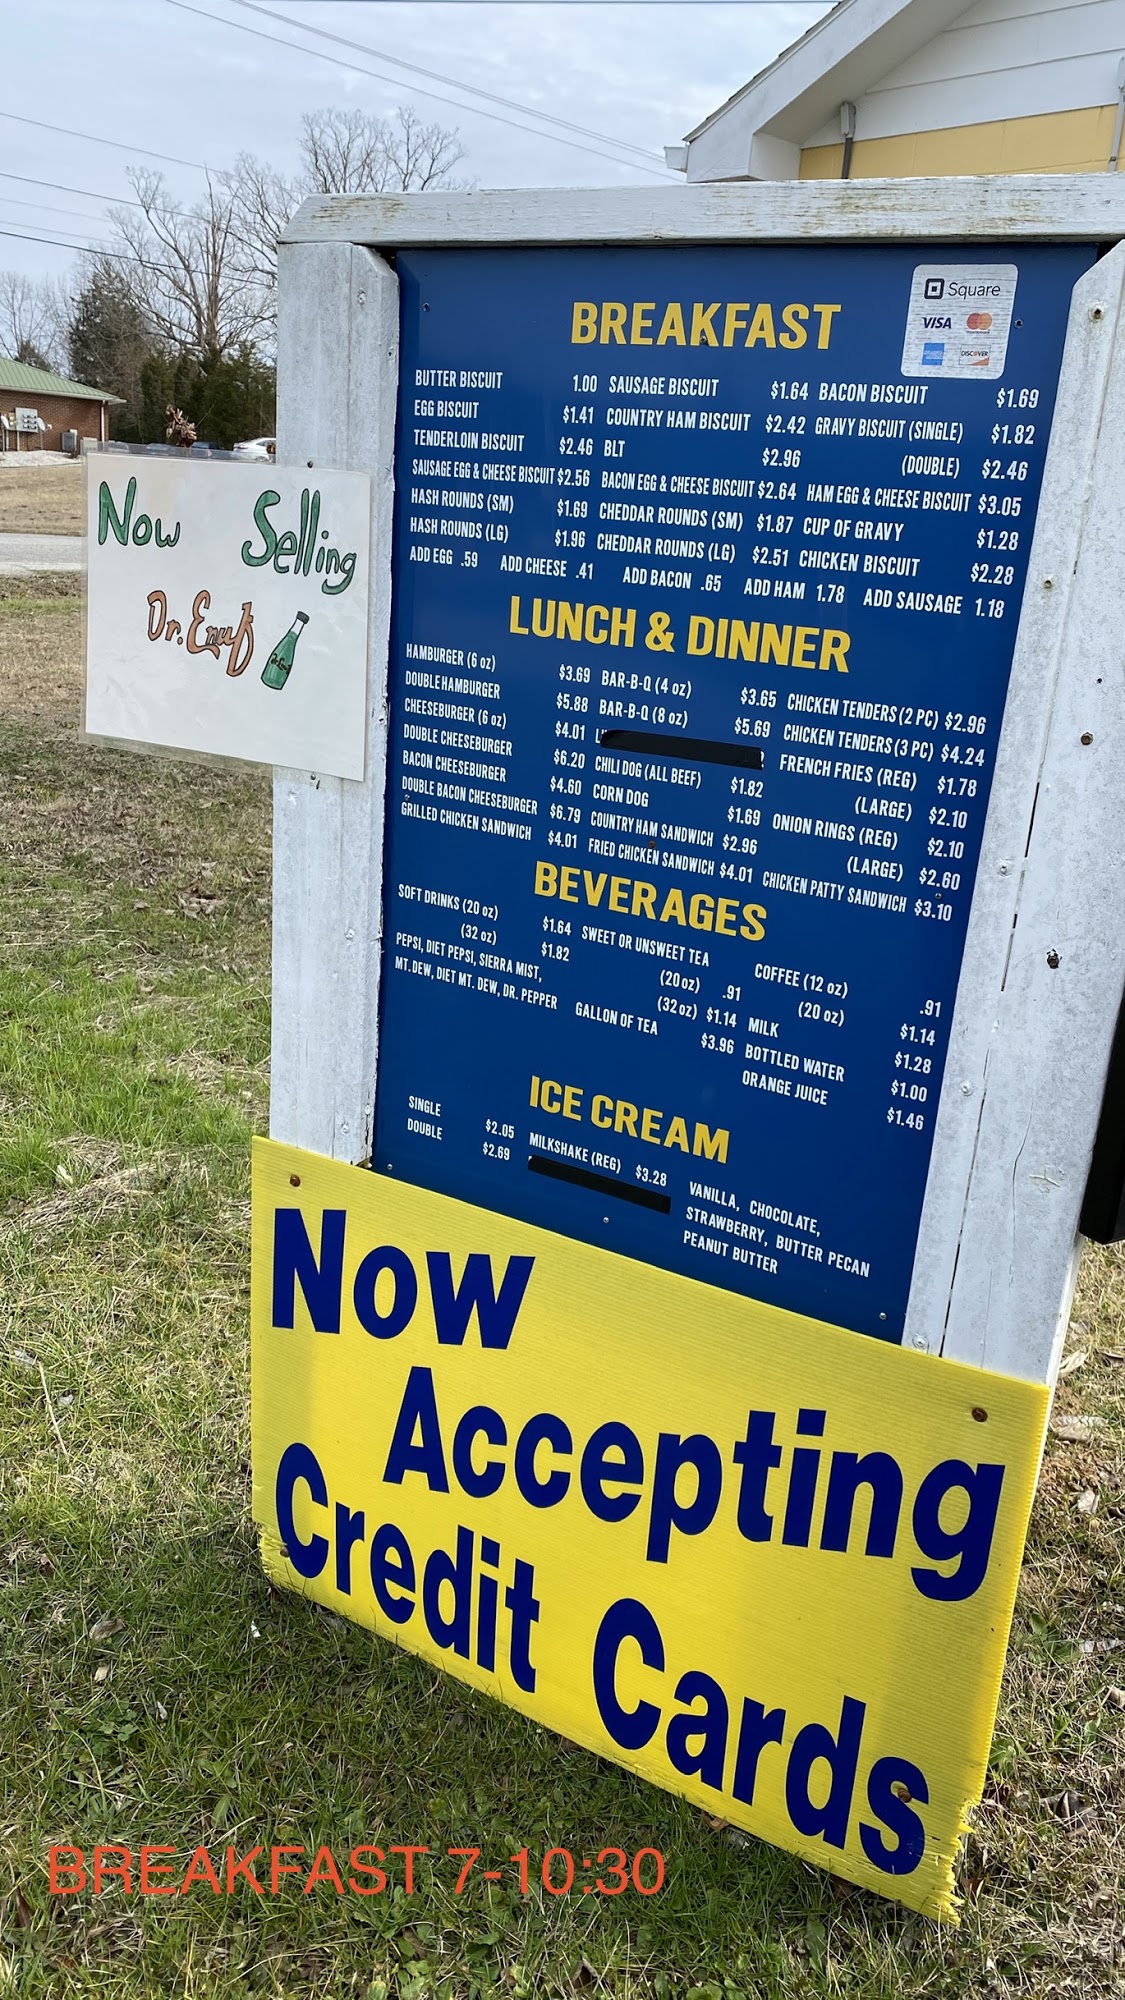 Square
VISA
DISCOVER
BREAKFAST
BUTTER BISCUIT 1.00 SAUSAGE BISCUIT $1.64 BACON BISCUIT $1.69
EGG BISCUIT $1.41 COUNTRY HAM BISCUIT $2.42 GRAVY BISCUIT (SINGLE) $1.82
TENDERLOIN BISCUIT $2.46 BLT $2.96 (DOUBLE) $2.46
SAUSAGE EGG & CHEESE BISCUIT $2.56 BACON EGG & CHEESE BISCUIT $2.64 HAM EGG & CHEESE BISCUIT $3.05
HASH ROUNDS (SM) $1.69 CHEDDAR ROUNDS (SM) $1.87 CUP OF GRAVY $1.28
HASH ROUNDS (LG) $1.96 CHEDDAR ROUNDS (LG) $2.51 CHICKEN BISCUIT $2.28
ADD EGG .59 ADD CHEESE .41 ADD BACON .65 ADD HAM 1.78 ADD SAUSAGE 1.18
Now Selling
Dr. Enuf
LUNCH & DINNER
HAMBURGER (6 oz) $3.69 BAR-B-Q (4 oz) $3.65 CHICKEN TENDERS (2 PC) $2.96
DOUBLE HAMBURGER $5.88 BAR-B-Q (8 oz) $5.69 CHICKEN TENDERS (3 PC) $4.24
CHEESEBURGER (6 oz) $4.01 FRENCH FRIES (REG) $1.78
DOUBLE CHEESEBURGER $6.20 CHILI DOG (ALL BEEF) $1.82 (LARGE) $2.10
BACON CHEESEBURGER $4.60 CORN DOG $1.69 ONION RINGS (REG) $2.10
DOUBLE BACON CHEESEBURGER $6.79 COUNTRY HAM SANDWICH $2.96 (LARGE) $2.60
GRILLED CHICKEN SANDWICH $4.01 FRIED CHICKEN SANDWICH $4.01 CHICKEN PATTY SANDWICH $3.10
BEVERAGES
SOFT DRINKS (20 oz) $1.64 SWEET OR UNSWEET TEA COFFEE (12 oz) .91
(32 oz) $1.82 (20 oz) .91 (20 oz) $1.14
PEPSI, DIET PEPSI, SIERRA MIST, (32 oz) $1.14 MILK $1.28
MT. DEW, DIET MT. DEW, DR. PEPPER GALLON OF TEA $3.96 BOTTLED WATER $1.00
ORANGE JUICE $1.46
ICE CREAM
SINGLE $2.05 MILKSHAKE (REG) $3.28 VANILLA, CHOCOLATE,
DOUBLE $2.69 STRAWBERRY, BUTTER PECAN
PEANUT BUTTER
Now
Accepting
Credit Cards
BREAKFAST 7-10:30